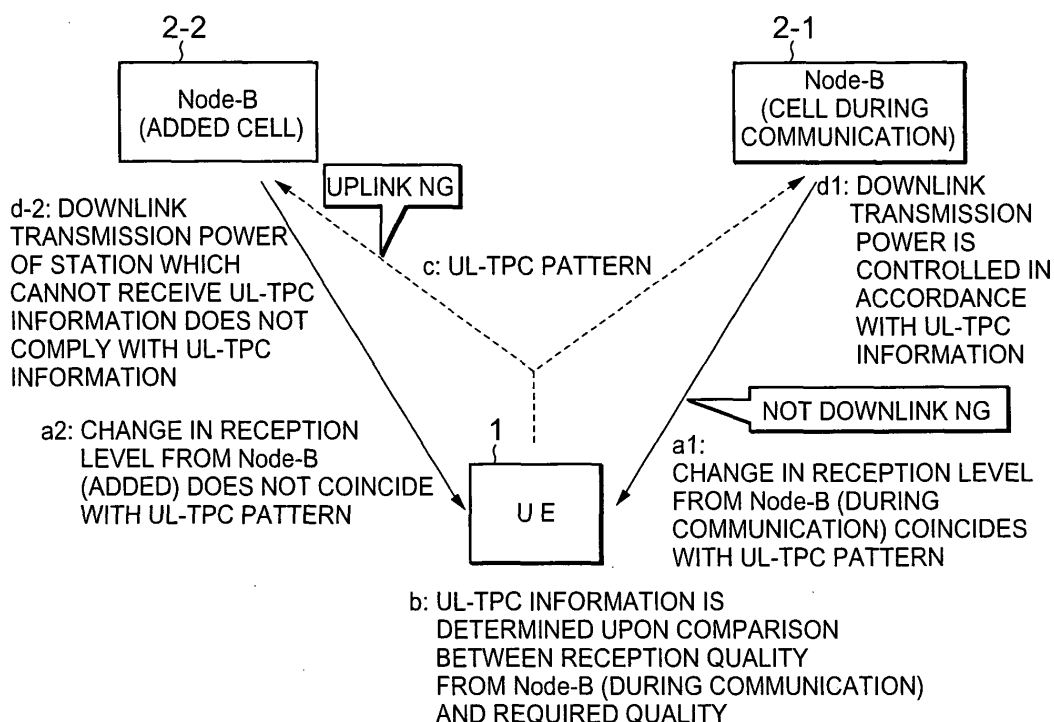 2-2
2-1
Node-B
(ADDED CELL)
Node-B
(CELL DURING
COMMUNICATION)
UPLINK NG
d-2: DOWNLINK
TRANSMISSION POWER
OF STATION WHICH
CANNOT RECEIVE UL-TPC
INFORMATION DOES NOT
COMPLY WITH UL-TPC
INFORMATION
c: UL-TPC PATTERN
d1: DOWNLINK
TRANSMISSION
POWER IS
CONTROLLED IN
ACCORDANCE
WITH UL-TPC
INFORMATION
NOT DOWNLINK NG
a2: CHANGE IN RECEPTION
LEVEL FROM Node-B
(ADDED) DOES NOT COINCIDE
WITH UL-TPC PATTERN
1
UE
a1:
CHANGE IN RECEPTION LEVEL
FROM Node-B (DURING
COMMUNICATION) COINCIDES
WITH UL-TPC PATTERN
b: UL-TPC INFORMATION IS
DETERMINED UPON COMPARISON
BETWEEN RECEPTION QUALITY
FROM Node-B (DURING COMMUNICATION)
AND REQUIRED QUALITY